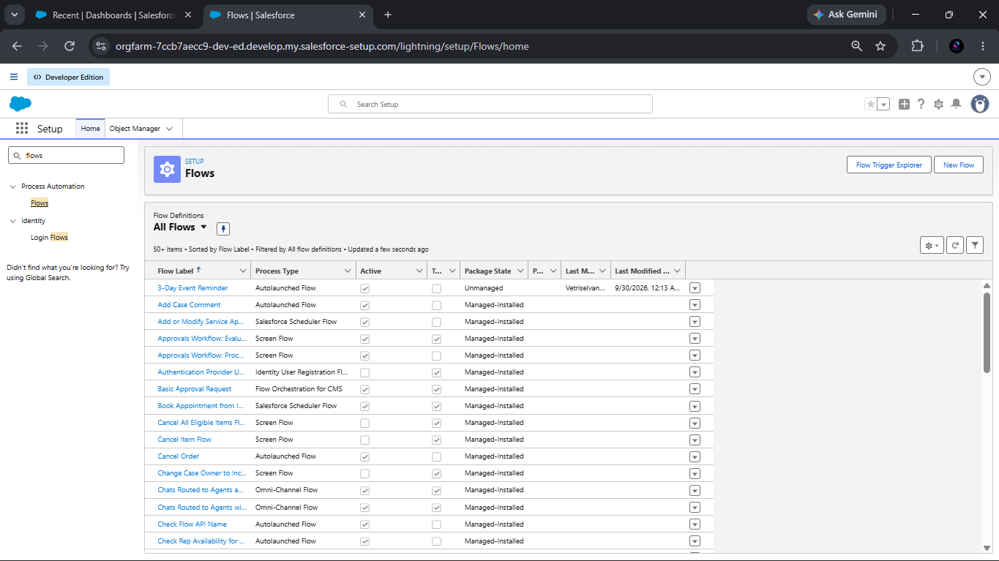 Recent | Dashboards | Salesforce
Flows | Salesforce
Ask Gemini
orgfarm-7ccb7aecc9-dev-ed.develop.my.salesforce-setup.com/lightning/setup/Flows/home
Developer Edition
Search Setup
Setup
Home
Object Manager
flows
Process Automation
Flows
Identity
Login Flows
Didn't find what you're looking for? Try
using Global Search.
SETUP
Flows
Flow Trigger Explorer
New Flow
Flow Definitions
All Flows
50+ items • Sorted by Flow Label • Filtered by All flow definitions • Updated a few seconds ago
Flow Label Process Type Active T... Package State P... Last M... Last Modified ...
3-Day Event Reminder Autolaunched Flow Unmanaged Vetriselvan... 9/30/2026, 12:13 A...
Add Case Comment Autolaunched Flow Managed-Installed
Add or Modify Service Ap... Salesforce Scheduler Flow Managed-Installed
Approvals Workflow: Evalu... Screen Flow Managed-Installed
Approvals Workflow: Proc... Screen Flow Managed-Installed
Authentication Provider U... Identity User Registration Fl... Managed-Installed
Basic Approval Request Flow Orchestration for CMS Managed-Installed
Book Appointment from I... Salesforce Scheduler Flow Managed-Installed
Cancel All Eligible Items Fl... Screen Flow Managed-Installed
Cancel Item Flow Screen Flow Managed-Installed
Cancel Order Autolaunched Flow Managed-Installed
Change Case Owner to Inc... Screen Flow Managed-Installed
Chats Routed to Agents a... Omni-Channel Flow Managed-Installed
Chats Routed to Agents wi... Omni-Channel Flow Managed-Installed
Check Flow API Name Autolaunched Flow Managed-Installed
Check Rep Availability for ... Autolaunched Flow Managed-Installed